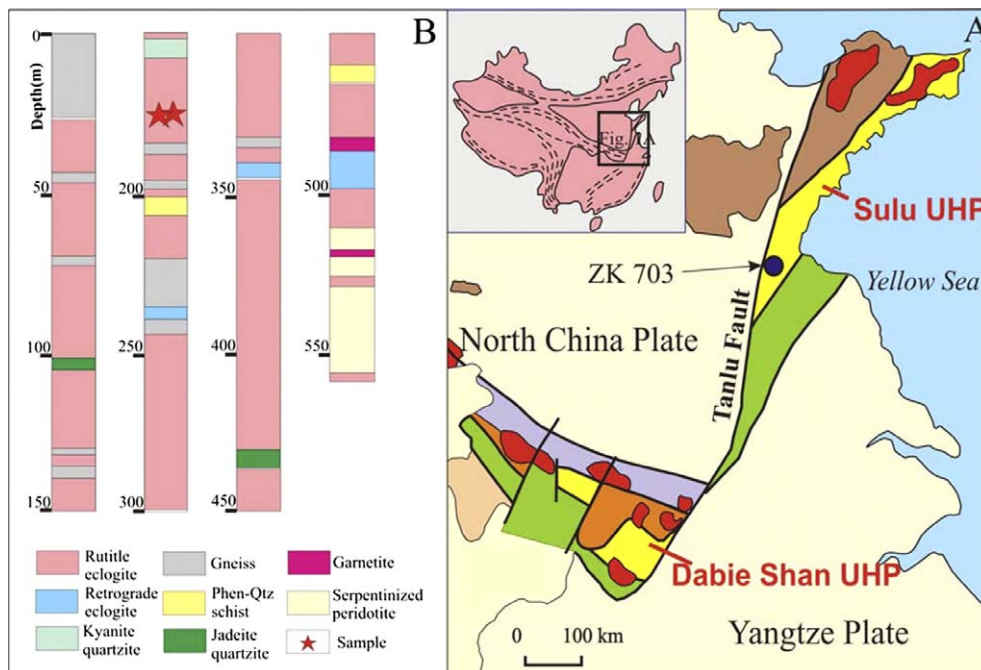 B
A
Depth(m)
0
50
100
150
200
250
300
350
400
450
500
550
Rutitle
eclogite
Gneiss
Garnetite
Retrograde
eclogite
Phen-Qtz
schist
Serpentinized
peridotite
Kyanite
quartzite
Jadeite
quartzite
Sample
Fig. A
Sulu UHP
ZK 703
Yellow Sea
Tanlu Fault
North China Plate
Dabie Shan UHP
0 100 km
Yangtze Plate